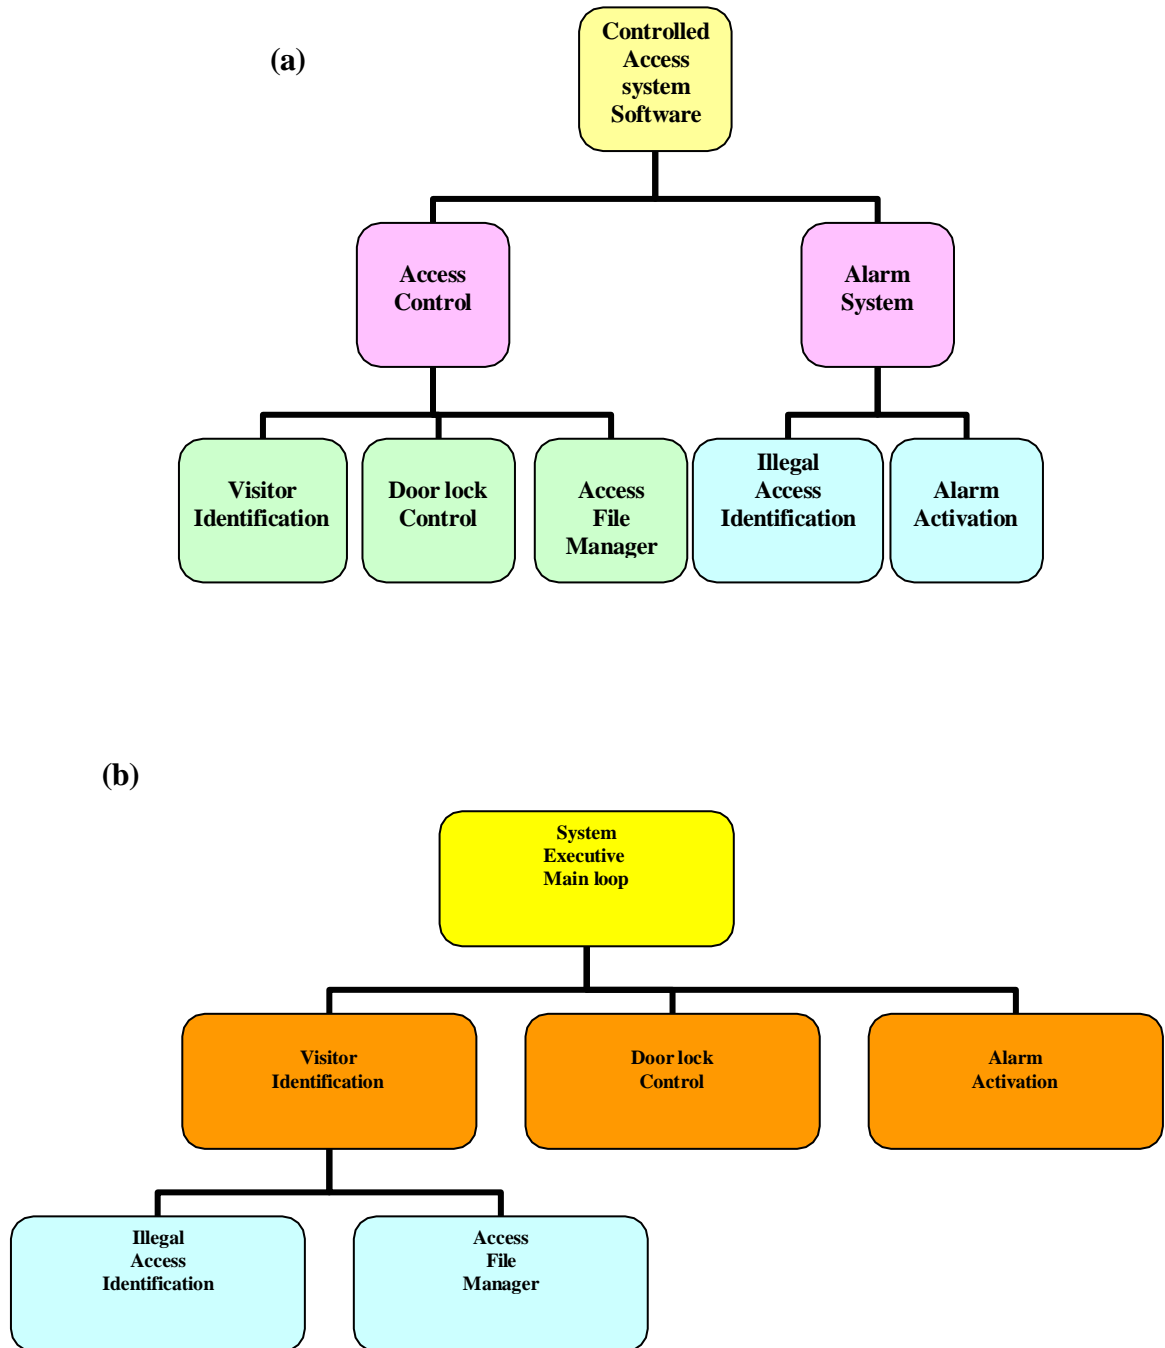 (a)
Controlled
Access
system
Software
Access
Control
Alarm
System
Visitor
Identification
Door lock
Control
Access
File
Manager
Illegal
Access
Identification
Alarm
Activation
(b)
System
Executive
Main loop
Visitor
Identification
Door lock
Control
Alarm
Activation
Illegal
Access
Identification
Access
File
Manager